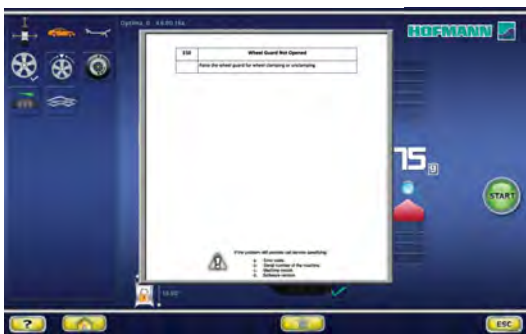 HOFMANN
Wheel Guard Not Opened
Raise the wheel guard for wheel clamping or unclamping.
75 g
START
If the problem still persists call service specifying:
a. Error code.
b. Serial number of the machine.
c. Machine model.
d. Software version
?
ESC